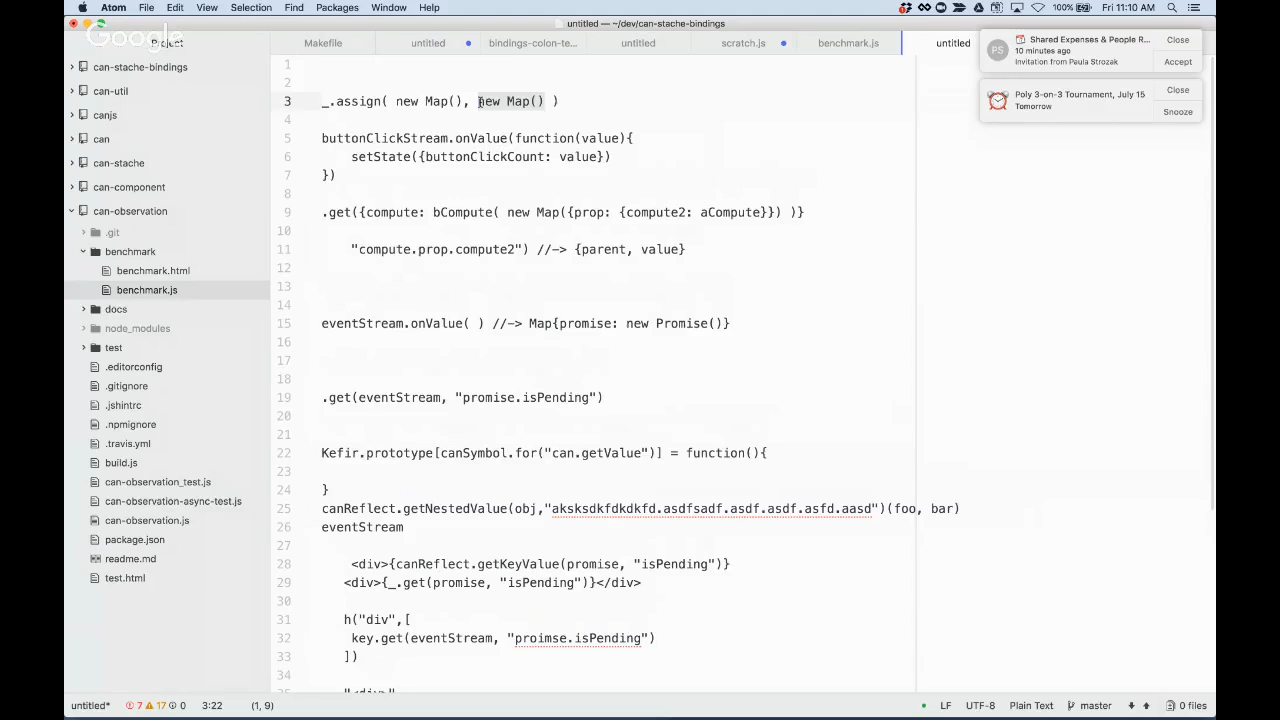 Atom File Edit View Selection Find Packages Window Help 100% Fri 11:10 AM
untitled — ~/dev/can-stache-bindings
Google
Project
Makefile untitled bindings-colon-te... untitled scratch.js benchmark.js untitled
can-stache-bindings
can-util
canjs
can
can-stache
can-component
can-observation
.git
benchmark
benchmark.html
benchmark.js
docs
node_modules
test
.editorconfig
.gitignore
.jshintrc
.npmignore
.travis.yml
build.js
can-observation_test.js
can-observation-async-test.js
can-observation.js
package.json
readme.md
test.html
1
2
3 _.assign( new Map(), new Map() )
4
5 buttonClickStream.onValue(function(value){
6 setState({buttonClickCount: value})
7 })
8
9 .get({compute: bCompute( new Map({prop: {compute2: aCompute}}) )}
10
11 "compute.prop.compute2") //-> {parent, value}
12
13
14
15 eventStream.onValue( ) //-> Map{promise: new Promise()}
16
17
18
19 .get(eventStream, "promise.isPending")
20
21
22 Kefir.prototype[canSymbol.for("can.getValue")] = function(){
23
24 }
25 canReflect.getNestedValue(obj,"aksksdkfdkdkfd.asdfsadf.asdf.asdf.asfd.aasd")(foo, bar)
26 eventStream
27
28 <div>{canReflect.getKeyValue(promise, "isPending")}
29 <div>{_.get(promise, "isPending")}</div>
30
31 h("div",[
32 key.get(eventStream, "proimse.isPending")
33 ])
34
"<div>"
PS
Shared Expenses & People R...
10 minutes ago
Invitation from Paula Strozak
Close
Accept
Poly 3-on-3 Tournament, July 15
Tomorrow
Close
Snooze
untitled* 7 17 0 3:22 (1, 9) LF UTF-8 Plain Text master 0 files